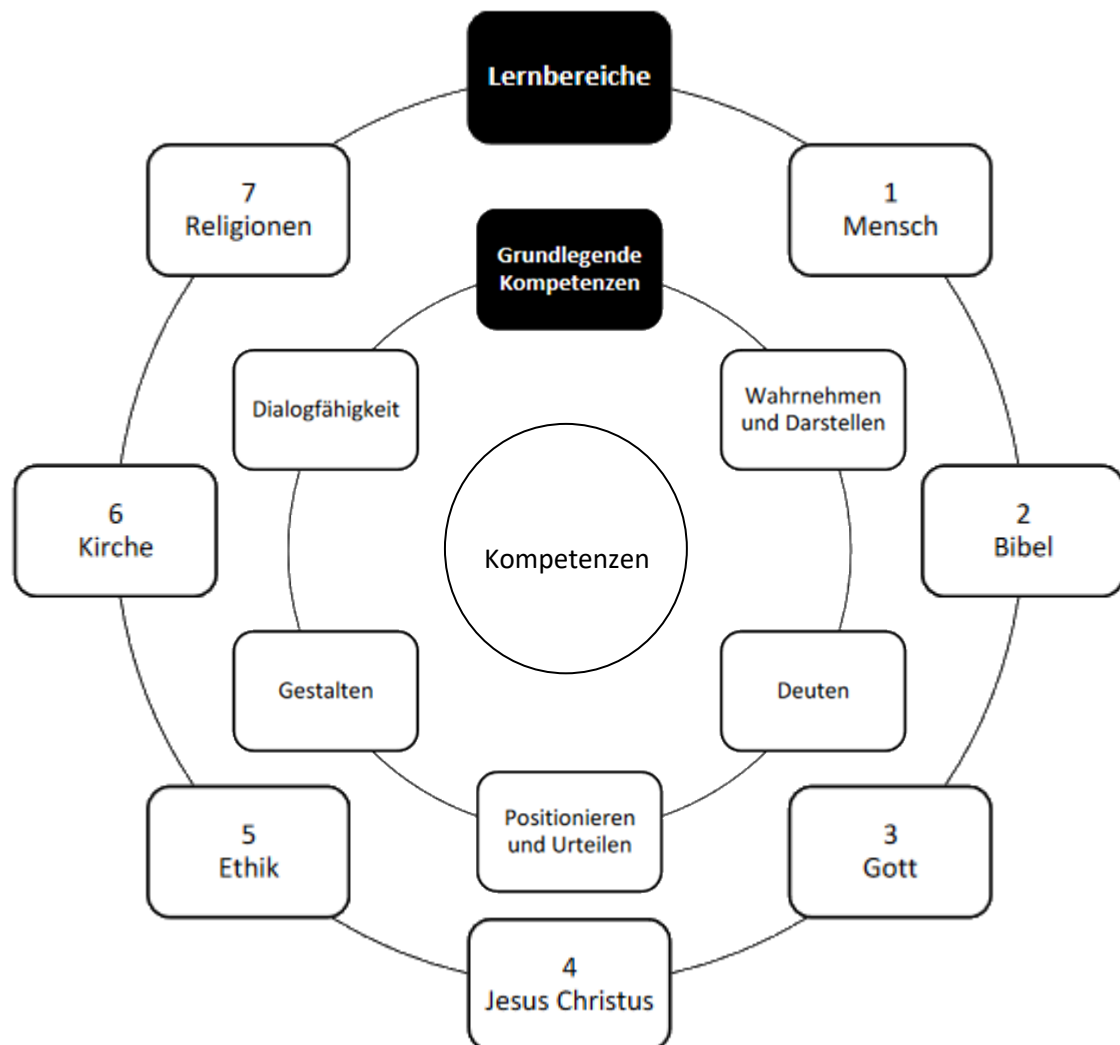 Lernbereiche
7
Religionen
1
Mensch
Grundlegende
Kompetenzen
Dialogfähigkeit
Wahrnehmen
und Darstellen
6
Kirche
Kompetenzen
2
Bibel
Gestalten
Deuten
Positionieren
und Urteilen
5
Ethik
3
Gott
4
Jesus Christus